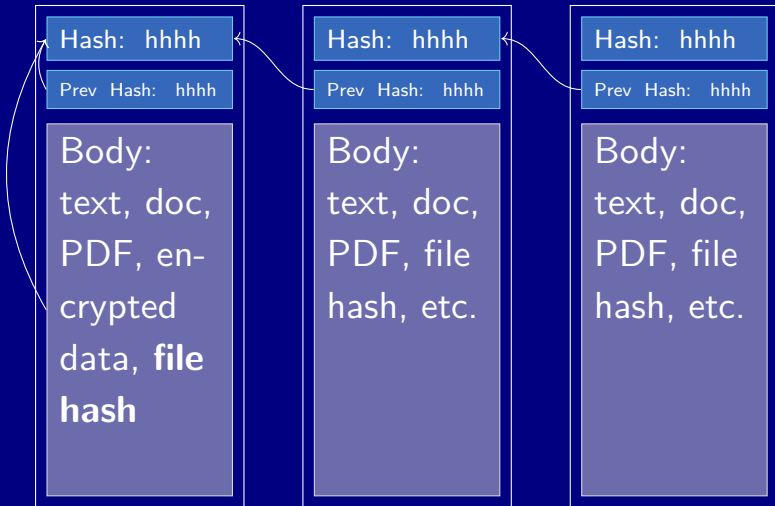 Hash: hhhh
Prev Hash: hhhh
Body:
text, doc,
PDF, en-
crypted
data, file
hash
Hash: hhhh
Prev Hash: hhhh
Body:
text, doc,
PDF, file
hash, etc.
Hash: hhhh
Prev Hash: hhhh
Body:
text, doc,
PDF, file
hash, etc.